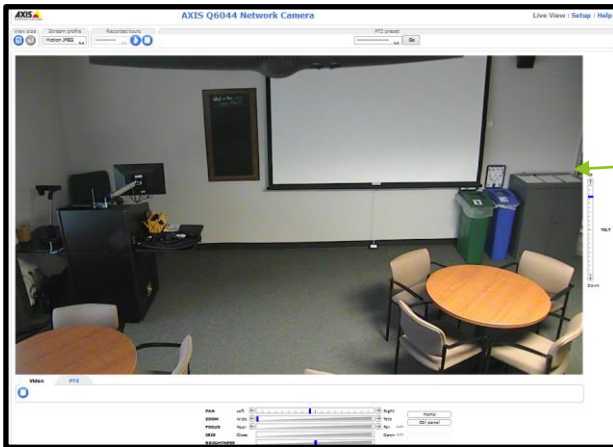 AXIS AXIS Q6044 Network Camera Live View | Setup | Help
View size Stream profile Recorded tours PTZ preset
Motion JPEG Go
TILT
Down
Video PTZ
PAN Left Right Home
ZOOM Wide Tele Ctrl panel
FOCUS Near Far
IRIS Close Open
BRIGHTNESS